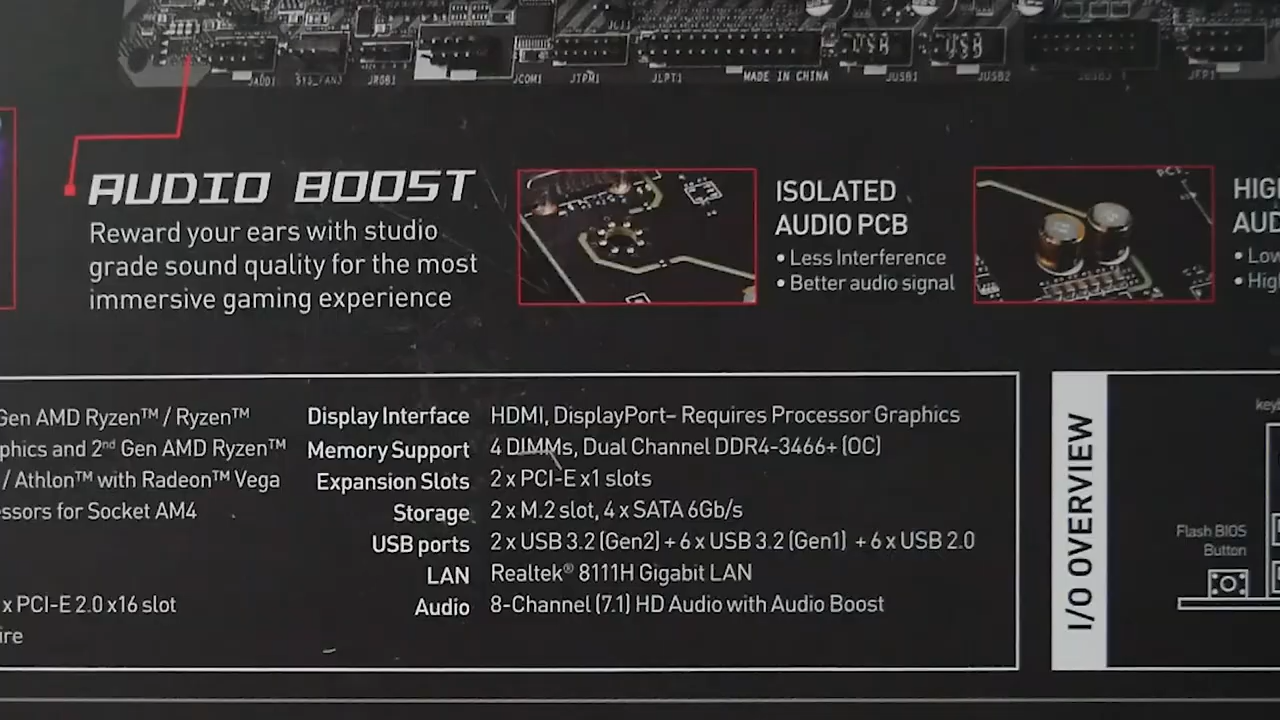 JAUD1 SYS_FAN3 JRGB1 JCOM1 JTPM1 JLPT1 MADE IN CHINA JUSB1 JUSB2 JFP1
USB USB
AUDIO BOOST
Reward your ears with studio
grade sound quality for the most
immersive gaming experience
ISOLATED
AUDIO PCB
• Less Interference
• Better audio signal
Gen AMD Ryzen™ / Ryzen™
phics and 2nd Gen AMD Ryzen™
/ Athlon™ with Radeon™ Vega
essors for Socket AM4
x PCI-E 2.0 x16 slot
ire
Display Interface HDMI, DisplayPort– Requires Processor Graphics
Memory Support 4 DIMMs, Dual Channel DDR4-3466+ (OC)
Expansion Slots 2 x PCI-E x1 slots
Storage 2 x M.2 slot, 4 x SATA 6Gb/s
USB ports 2 x USB 3.2 (Gen2) + 6 x USB 3.2 (Gen1) + 6 x USB 2.0
LAN Realtek® 8111H Gigabit LAN
Audio 8-Channel (7.1) HD Audio with Audio Boost
I/O OVERVIEW
Flash BIOS
Button